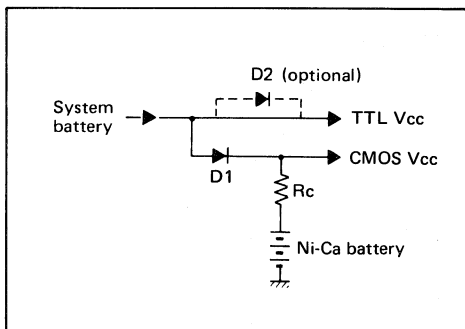 D2 (optional)
System
battery
TTL Vcc
CMOS Vcc
D1
Rc
Ni-Ca battery